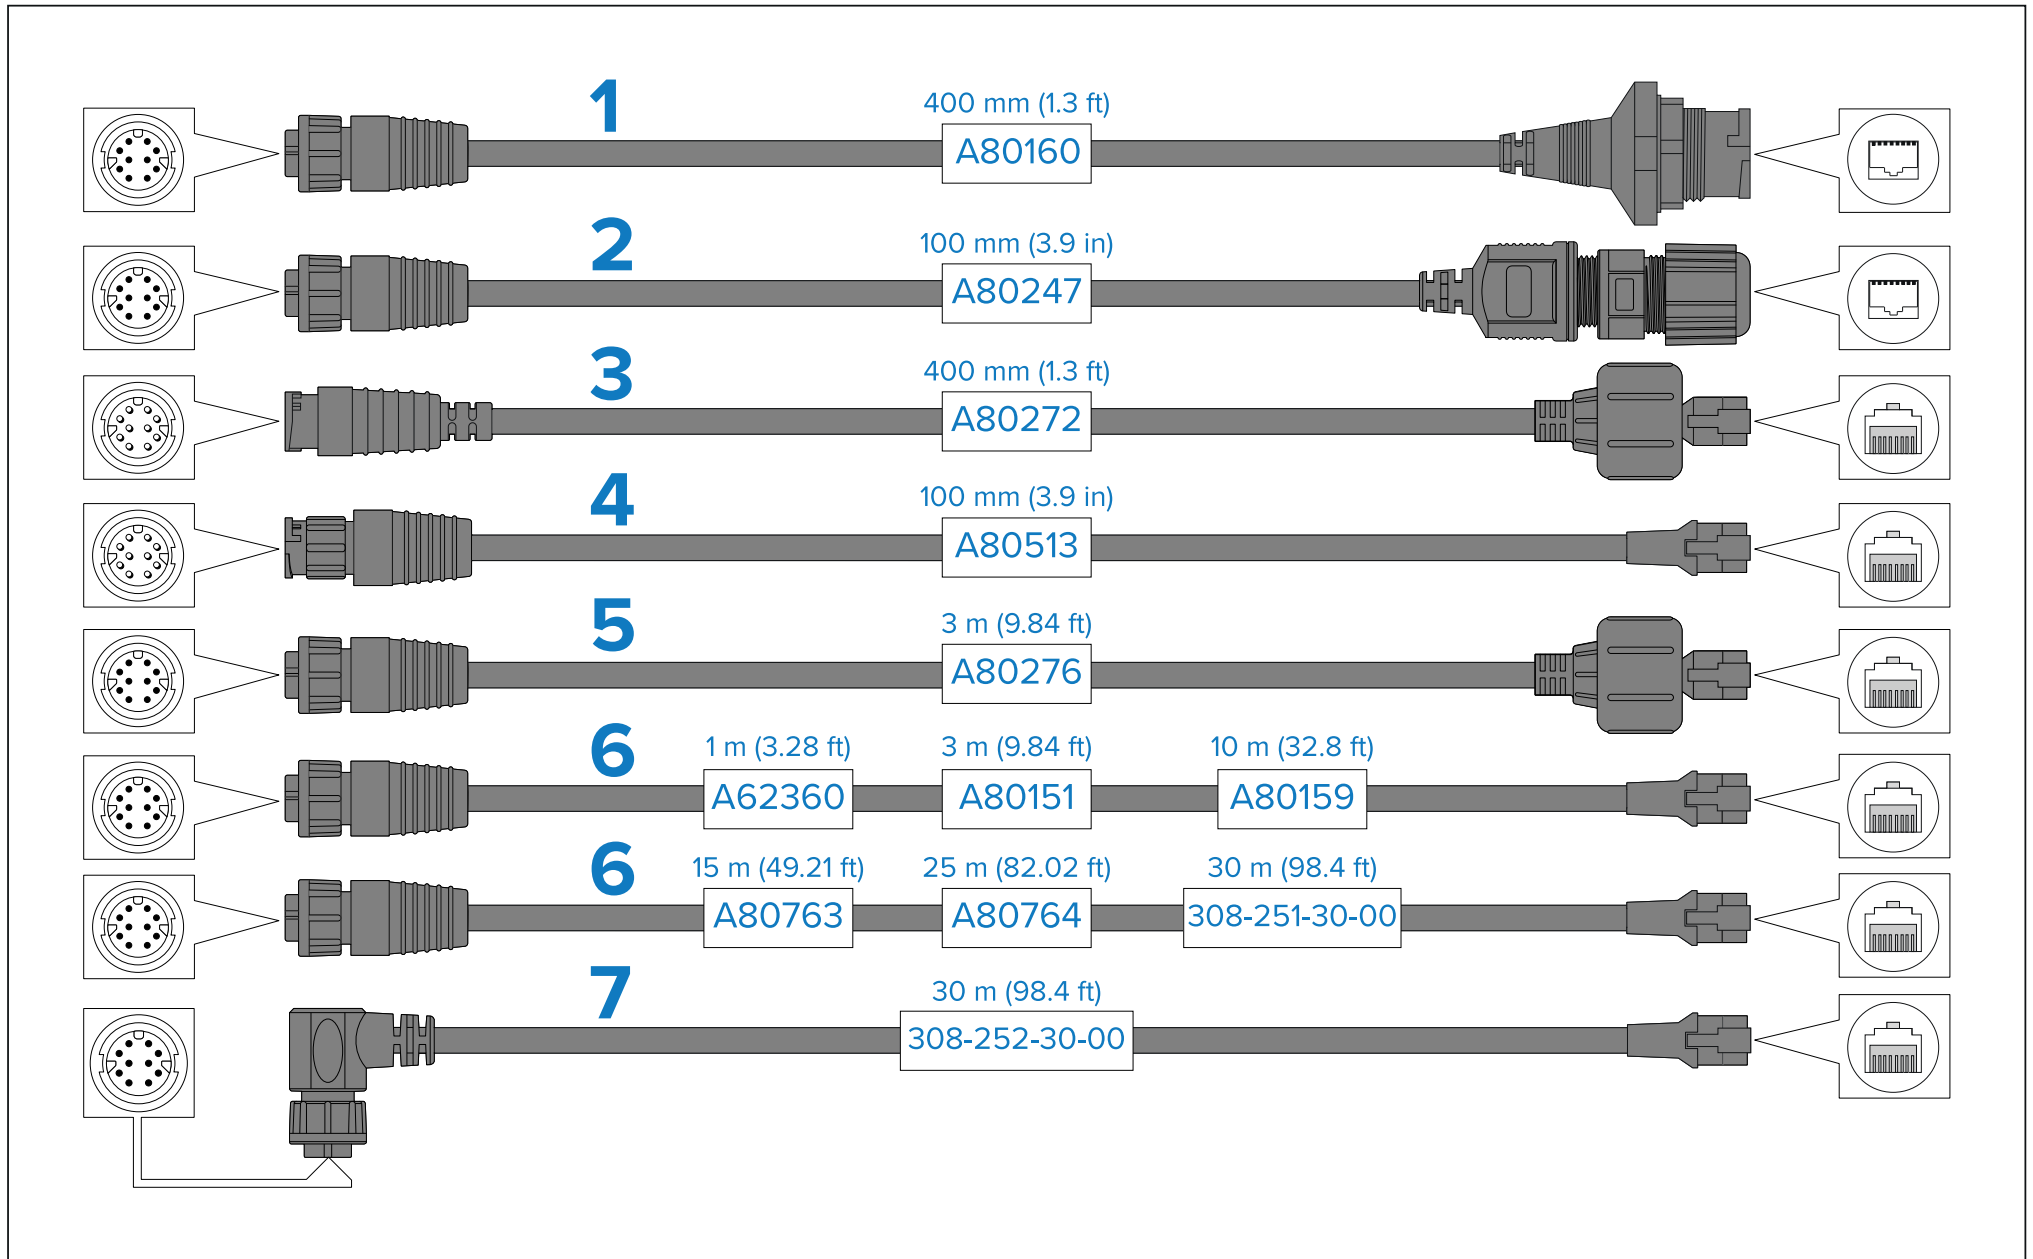 1
400 mm (1.3 ft)
A80160
2
100 mm (3.9 in)
A80247
3
400 mm (1.3 ft)
A80272
4
100 mm (3.9 in)
A80513
5
3 m (9.84 ft)
A80276
6
1 m (3.28 ft) 3 m (9.84 ft) 10 m (32.8 ft)
A62360 A80151 A80159
6
15 m (49.21 ft) 25 m (82.02 ft) 30 m (98.4 ft)
A80763 A80764 308-251-30-00
7
30 m (98.4 ft)
308-252-30-00